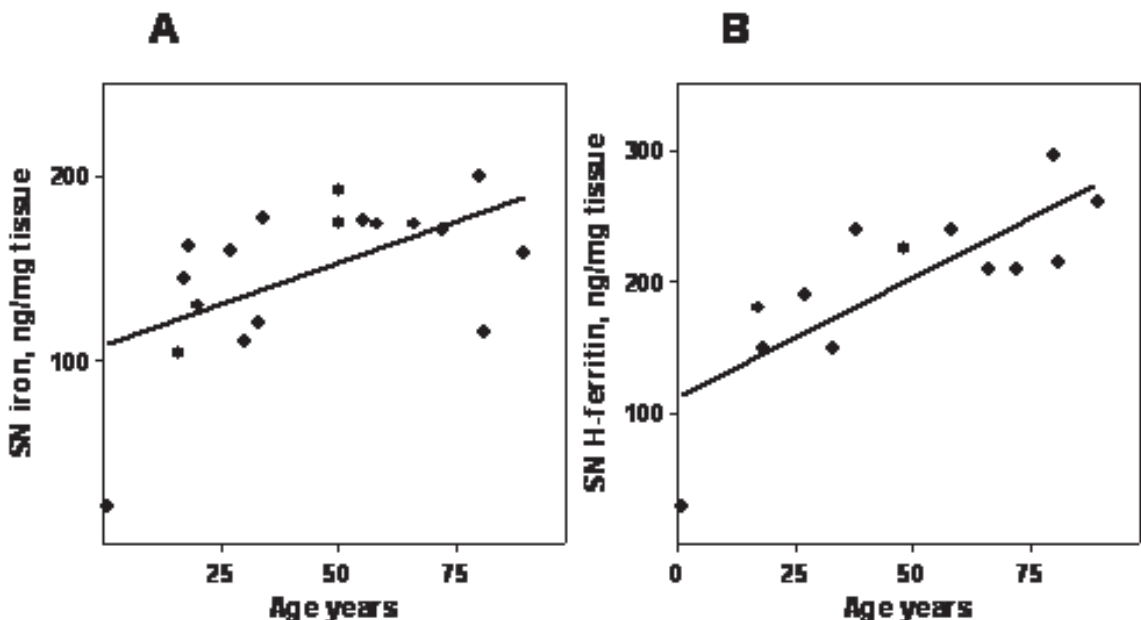 A
SN iron, ng/mg tissue
200
100
25 50 75
Age years
B
SN H-ferritin, ng/mg tissue
300
200
100
0 25 50 75
Age years